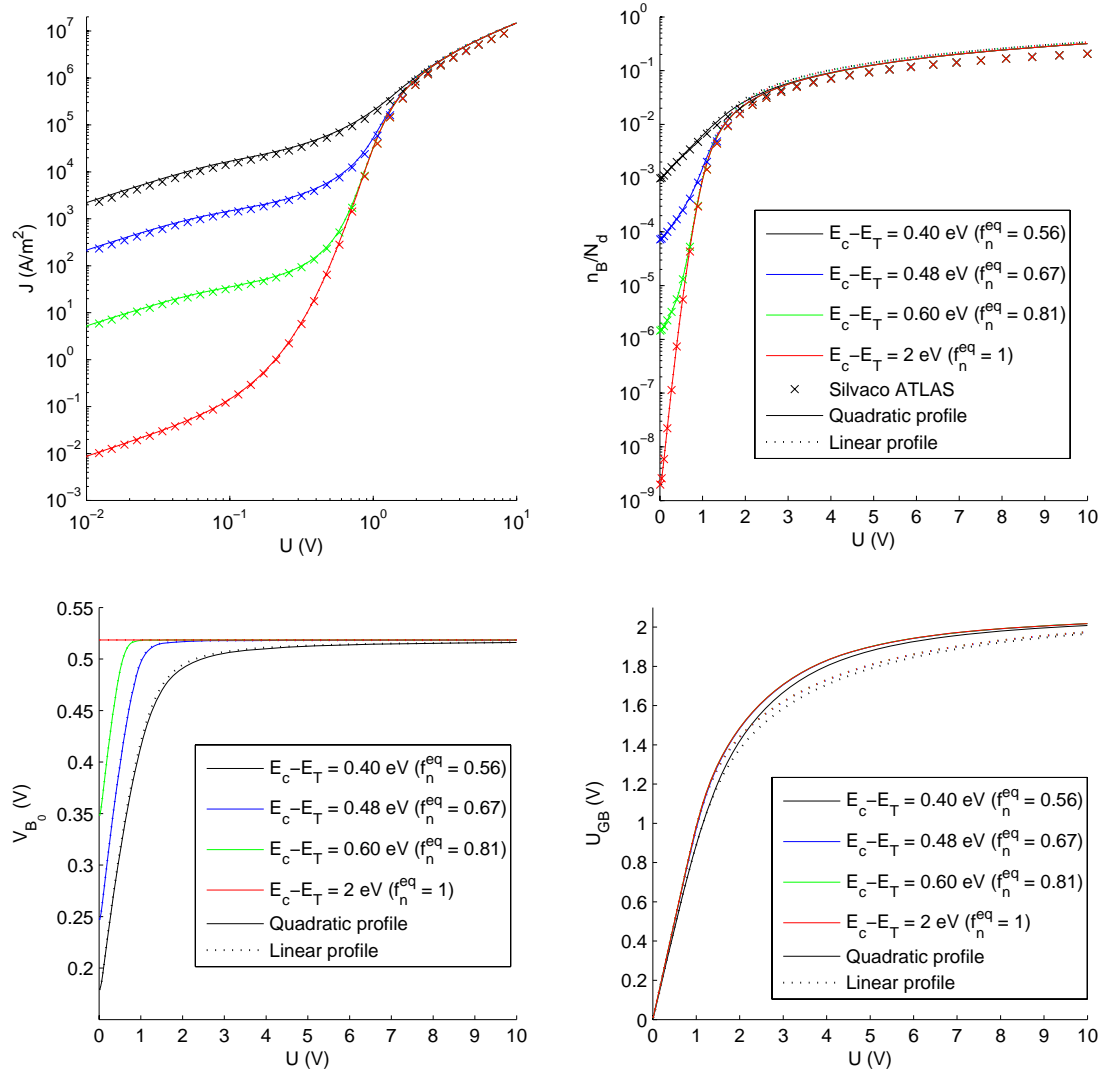 10^7
10^6
10^5
10^4
10^3
10^2
10^1
10^0
10^−1
10^−2
10^−3
J (A/m^2)
10^−2
10^−1
10^0
10^1
U (V)
10^0
10^−1
10^−2
10^−3
10^−4
10^−5
10^−6
10^−7
10^−8
10^−9
n_B/N_d
E_c−E_T = 0.40 eV (f_n^eq = 0.56)
E_c−E_T = 0.48 eV (f_n^eq = 0.67)
E_c−E_T = 0.60 eV (f_n^eq = 0.81)
E_c−E_T = 2 eV (f_n^eq = 1)
Silvaco ATLAS
Quadratic profile
Linear profile
0 1 2 3 4 5 6 7 8 9 10
U (V)
0.55
0.5
0.45
0.4
0.35
0.3
0.25
0.2
V_B_0 (V)
E_c−E_T = 0.40 eV (f_n^eq = 0.56)
E_c−E_T = 0.48 eV (f_n^eq = 0.67)
E_c−E_T = 0.60 eV (f_n^eq = 0.81)
E_c−E_T = 2 eV (f_n^eq = 1)
Quadratic profile
Linear profile
0 1 2 3 4 5 6 7 8 9 10
U (V)
2
1.8
1.6
1.4
1.2
1
0.8
0.6
0.4
0.2
0
U_GB (V)
E_c−E_T = 0.40 eV (f_n^eq = 0.56)
E_c−E_T = 0.48 eV (f_n^eq = 0.67)
E_c−E_T = 0.60 eV (f_n^eq = 0.81)
E_c−E_T = 2 eV (f_n^eq = 1)
Quadratic profile
Linear profile
0 1 2 3 4 5 6 7 8 9 10
U (V)